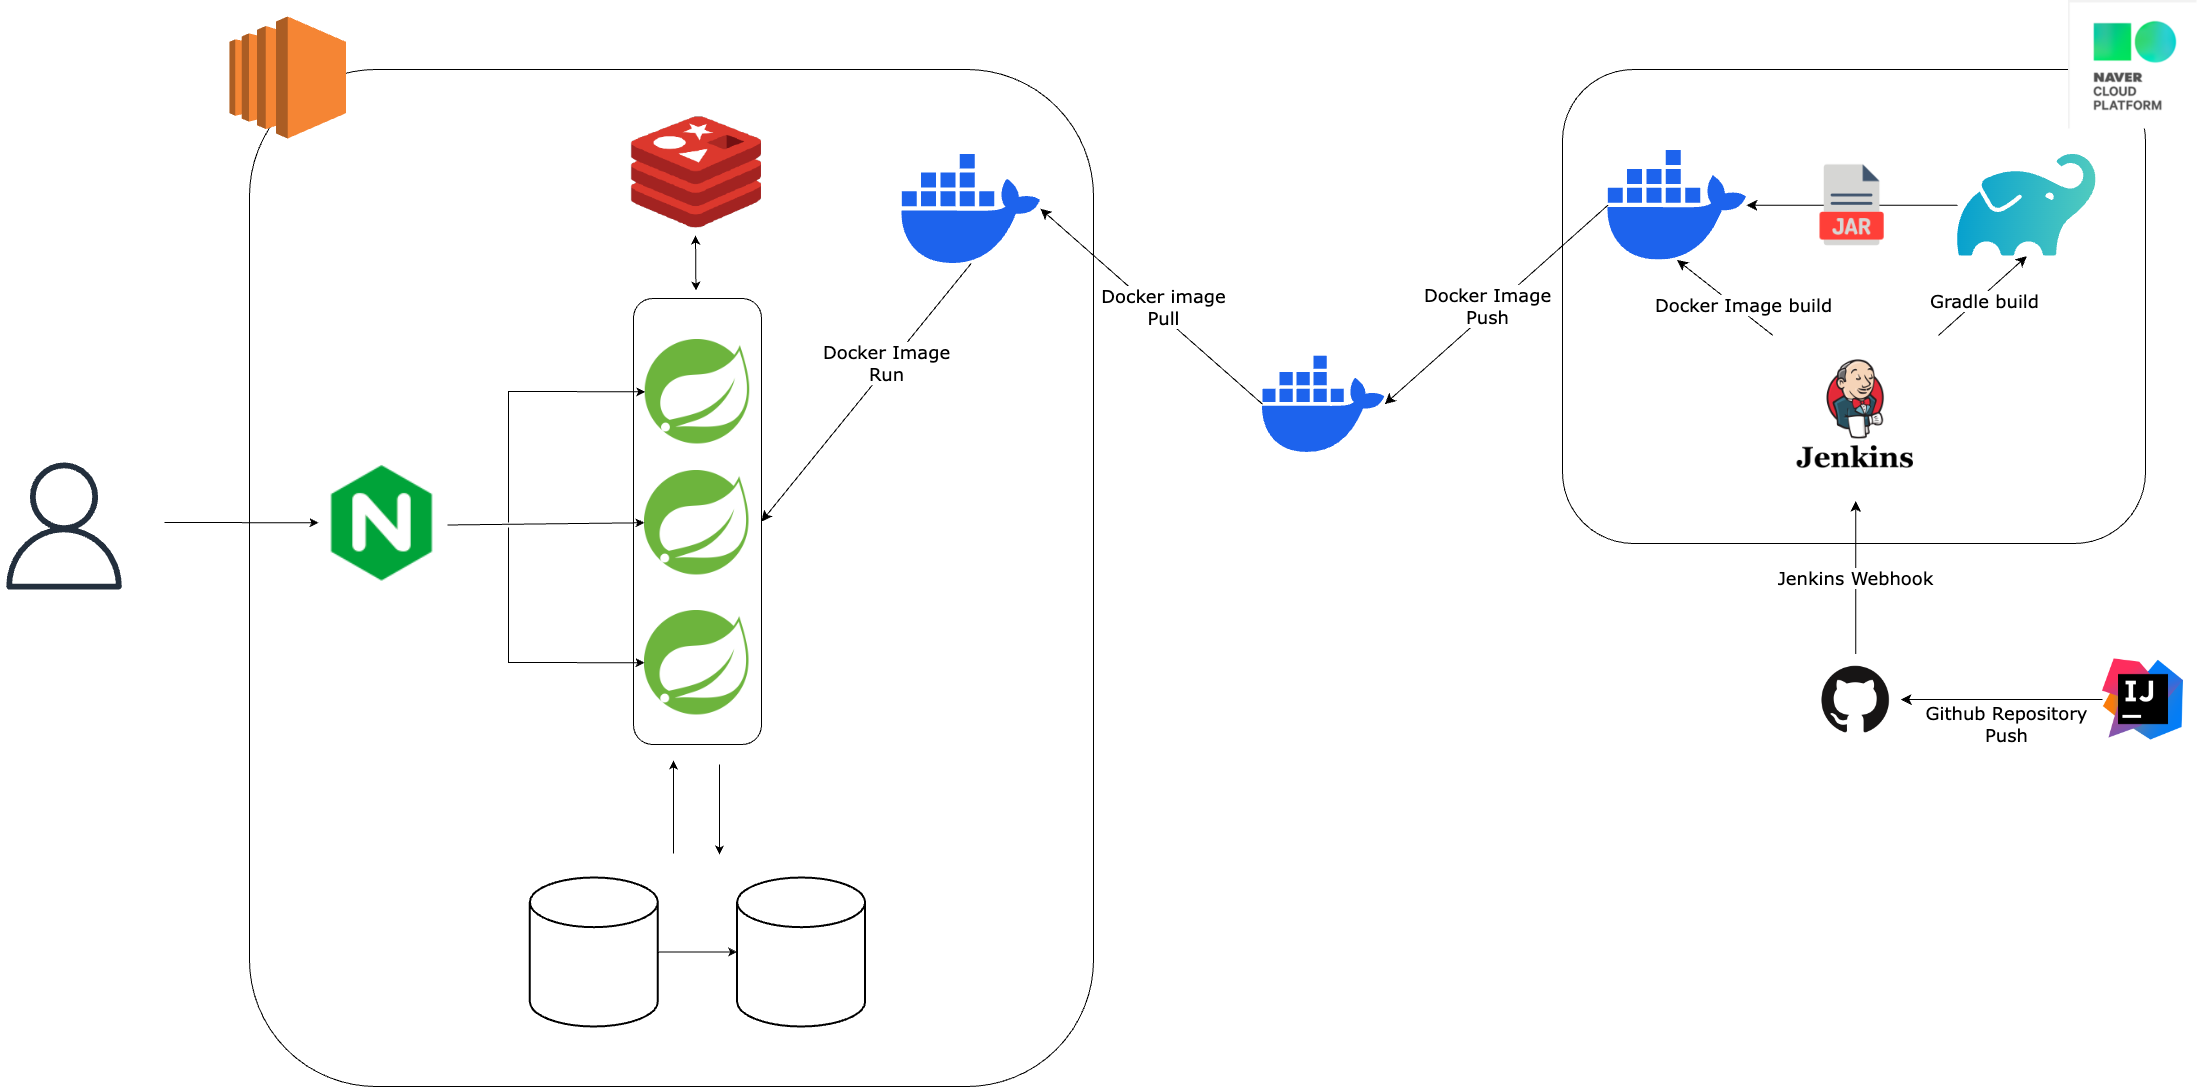 NAVER
CLOUD
PLATFORM
JAR
Docker image
Pull
Docker Image
Push
Docker Image build
Gradle build
Docker Image
Run
Jenkins
N
Jenkins Webhook
IJ
Github Repository
Push